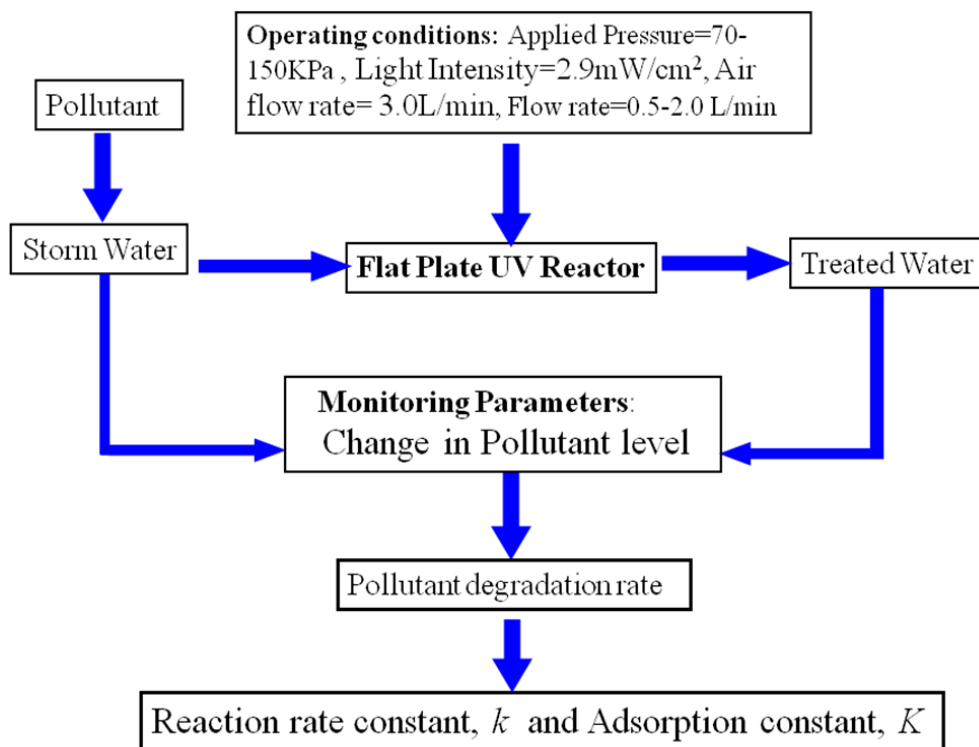 Operating conditions: Applied Pressure=70-
150KPa , Light Intensity=2.9mW/cm², Air
flow rate= 3.0L/min, Flow rate=0.5-2.0 L/min
Pollutant
Storm Water
Flat Plate UV Reactor
Treated Water
Monitoring Parameters:
Change in Pollutant level
Pollutant degradation rate
Reaction rate constant, k and Adsorption constant, K